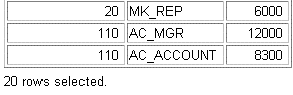 20 MK_REP 6000
110 AC_MGR 12000
110 AC_ACCOUNT 8300
20 rows selected.